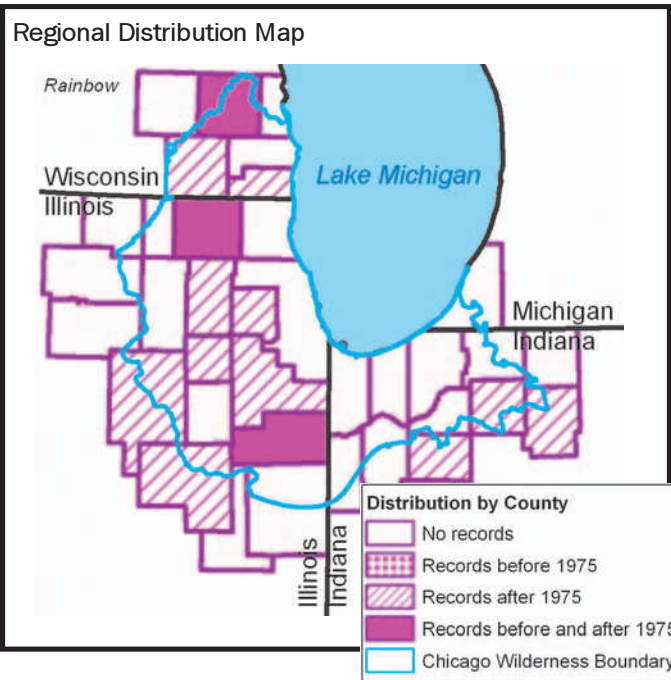 Regional Distribution Map
Rainbow
Wisconsin
Illinois
Lake Michigan
Michigan
Indiana
Illinois
Indiana
Distribution by County
No records
Records before 1975
Records after 1975
Records before and after 1975
Chicago Wilderness Boundary